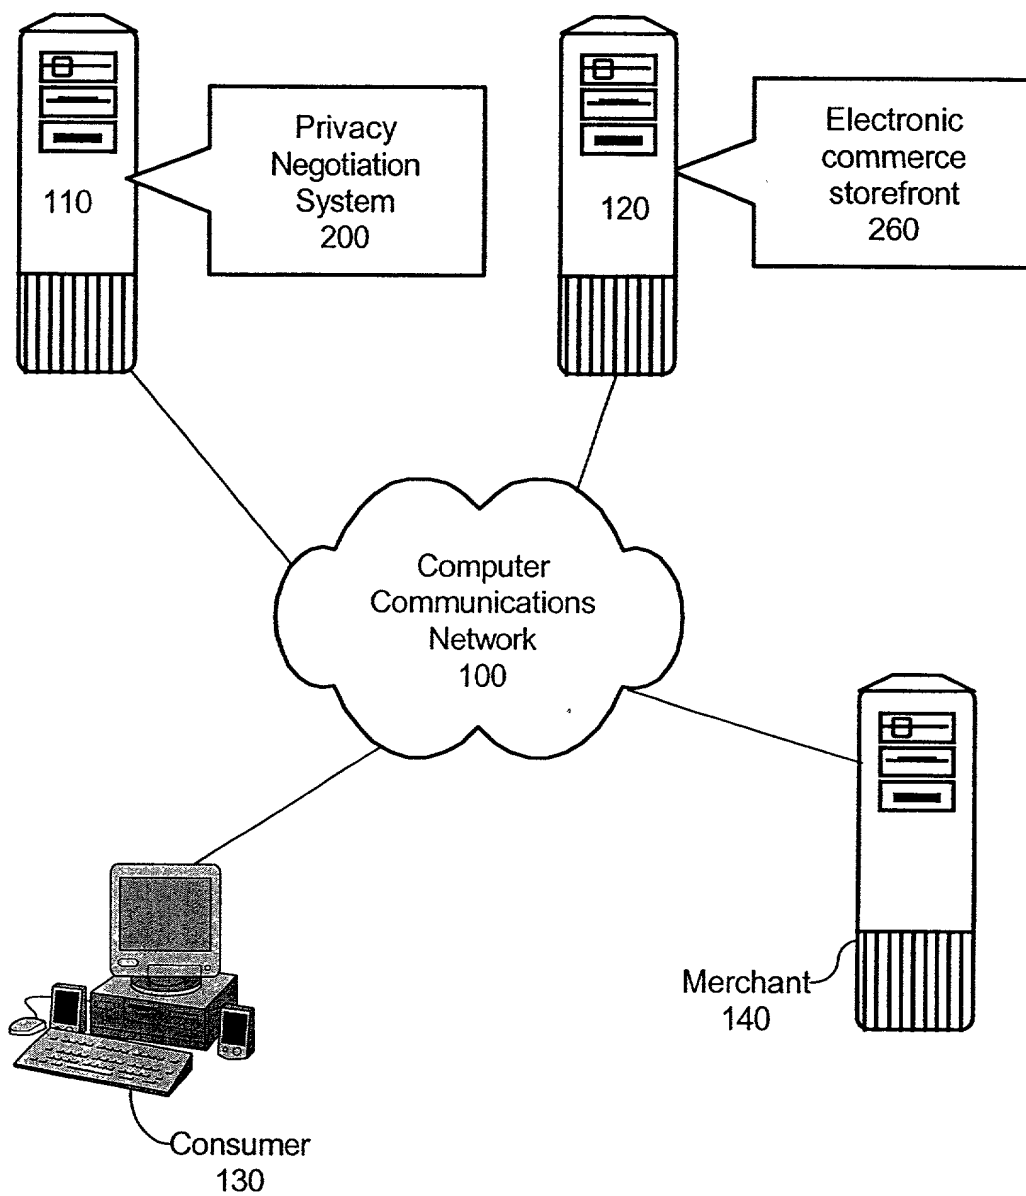 110
Privacy
Negotiation
System
200
120
Electronic
commerce
storefront
260
Computer
Communications
Network
100
Merchant
140
Consumer
130